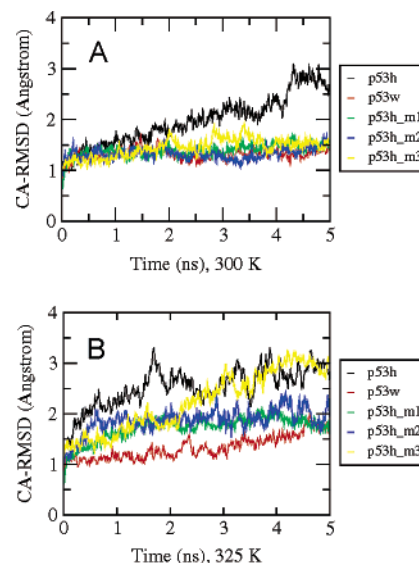 A
CA-RMSD (Angstrom)
4
3
2
1
0
0 1 2 3 4 5
Time (ns), 300 K
p53h
p53w
p53h_m1
p53h_m2
p53h_m3
B
CA-RMSD (Angstrom)
4
3
2
1
0
0 1 2 3 4 5
Time (ns), 325 K
p53h
p53w
p53h_m1
p53h_m2
p53h_m3